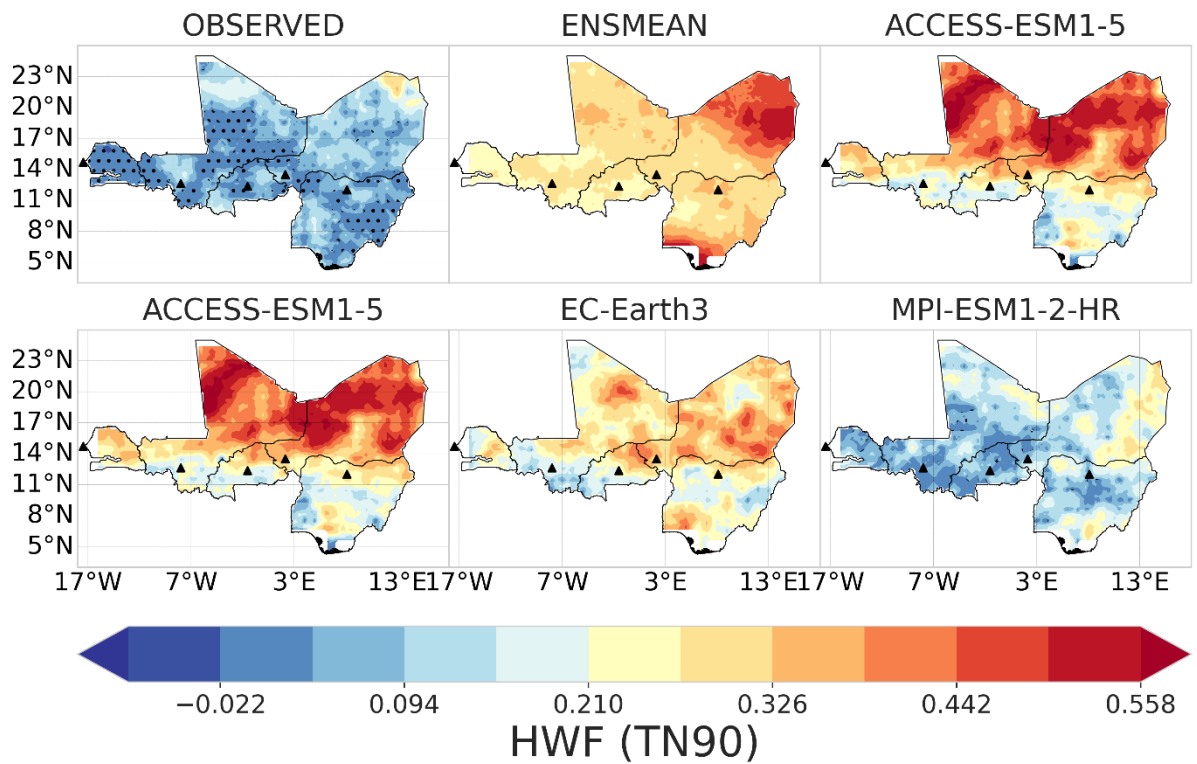 OBSERVED ENSMEAN ACCESS-ESM1-5
23°N
20°N
17°N
14°N
11°N
8°N
5°N
ACCESS-ESM1-5 EC-Earth3 MPI-ESM1-2-HR
23°N
20°N
17°N
14°N
11°N
8°N
5°N
17°W 7°W 3°E 13°E 17°W 7°W 3°E 13°E 17°W 7°W 3°E 13°E
−0.022 0.094 0.210 0.326 0.442 0.558
HWF (TN90)